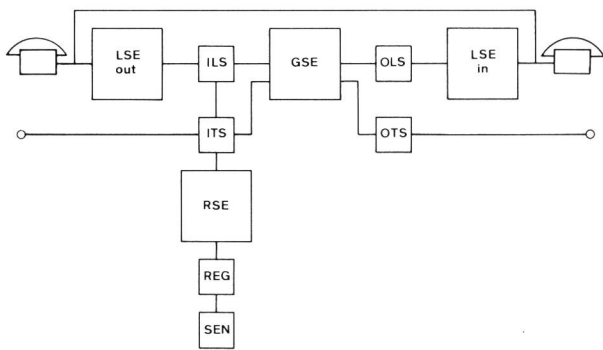 LSE
out
ILS
GSE
OLS
LSE
in
ITS
OTS
RSE
REG
SEN